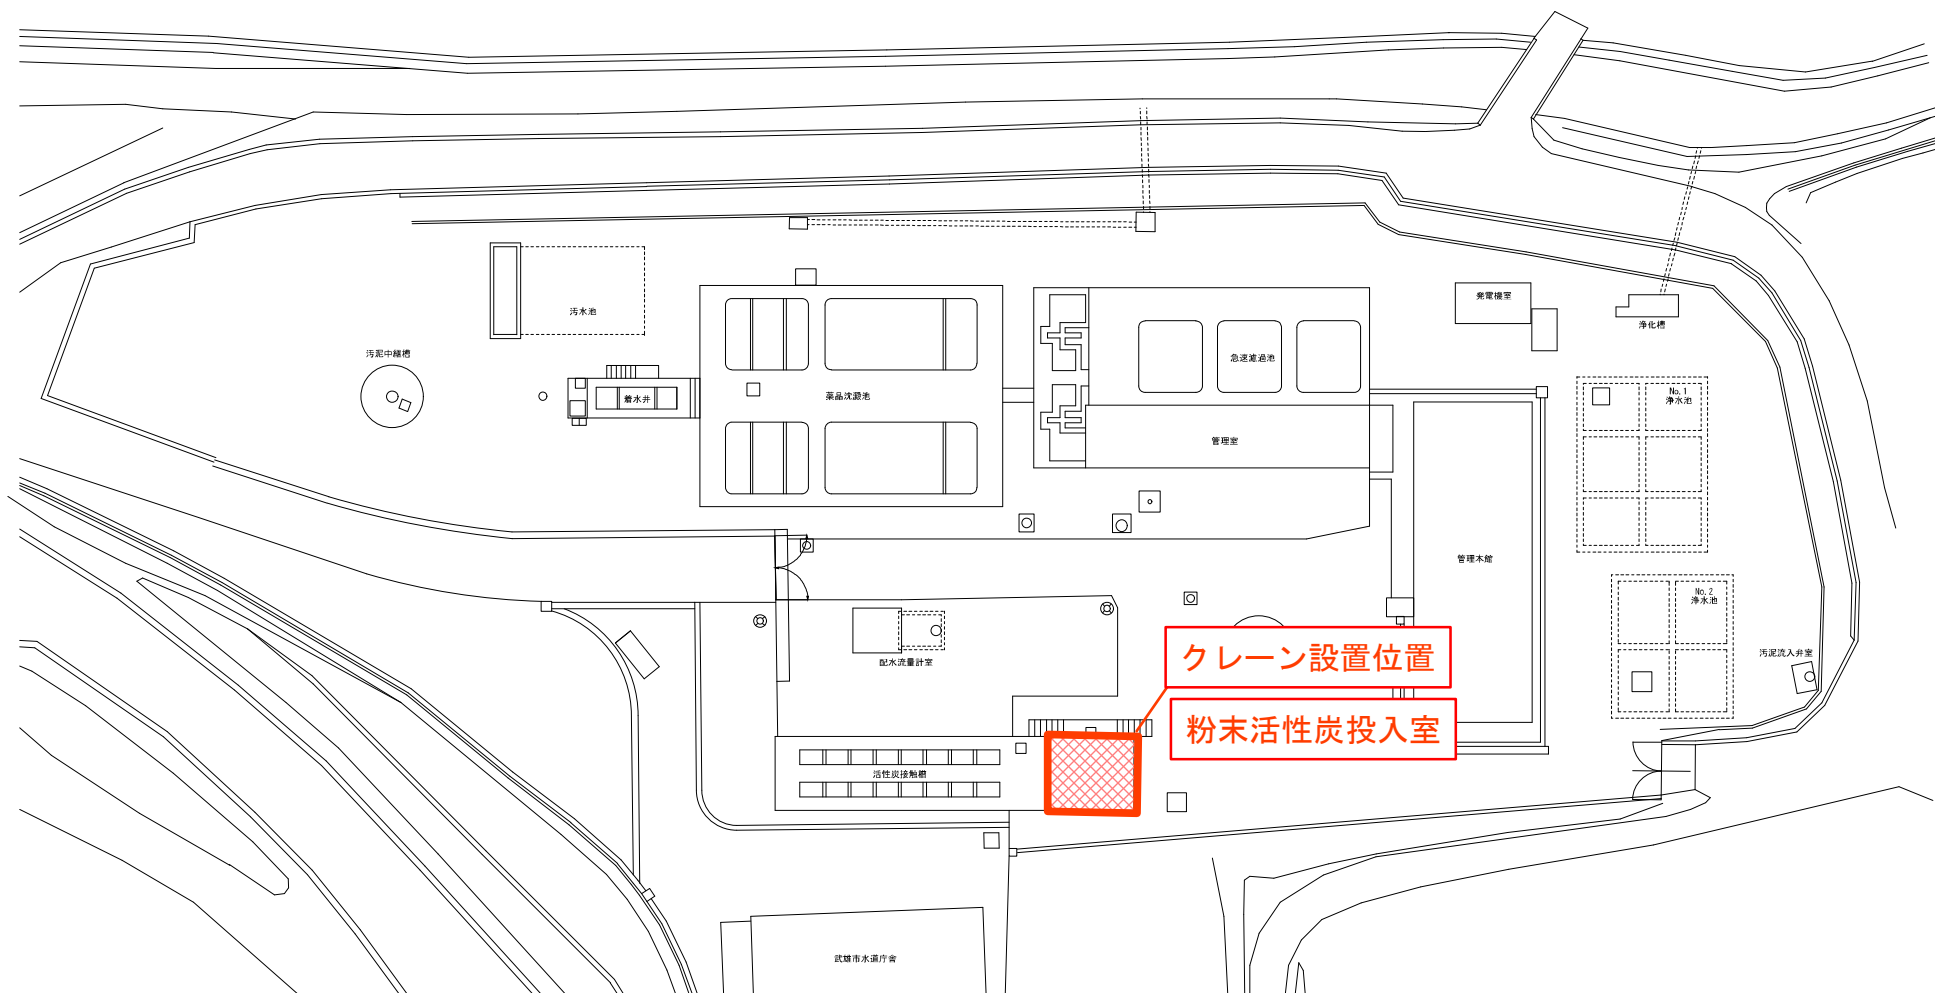 発電機室
汚水池
浄化槽
汚泥中継槽
急速濾過池
着水井
薬品沈澱池
No.1
浄水池
管理室
管理本館
No.2
浄水池
汚泥流入弁室
配水流量計室
クレーン設置位置
粉末活性炭投入室
活性炭接触槽
武雄市水道庁舎